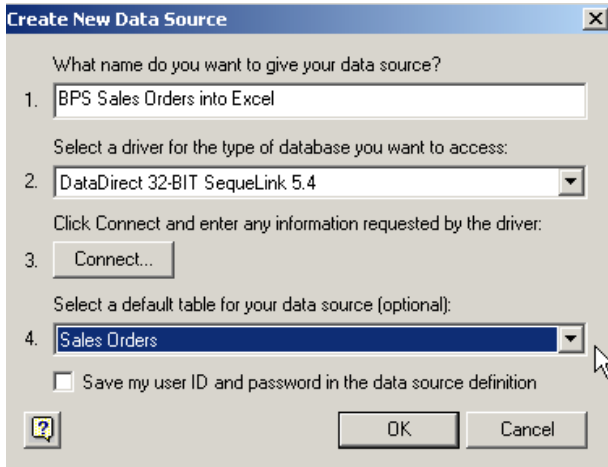 Create New Data Source
What name do you want to give your data source?
1. BPS Sales Orders into Excel
Select a driver for the type of database you want to access:
2. DataDirect 32-BIT SequeLink 5.4
Click Connect and enter any information requested by the driver:
3. Connect...
Select a default table for your data source (optional):
4. Sales Orders
Save my user ID and password in the data source definition
? OK Cancel